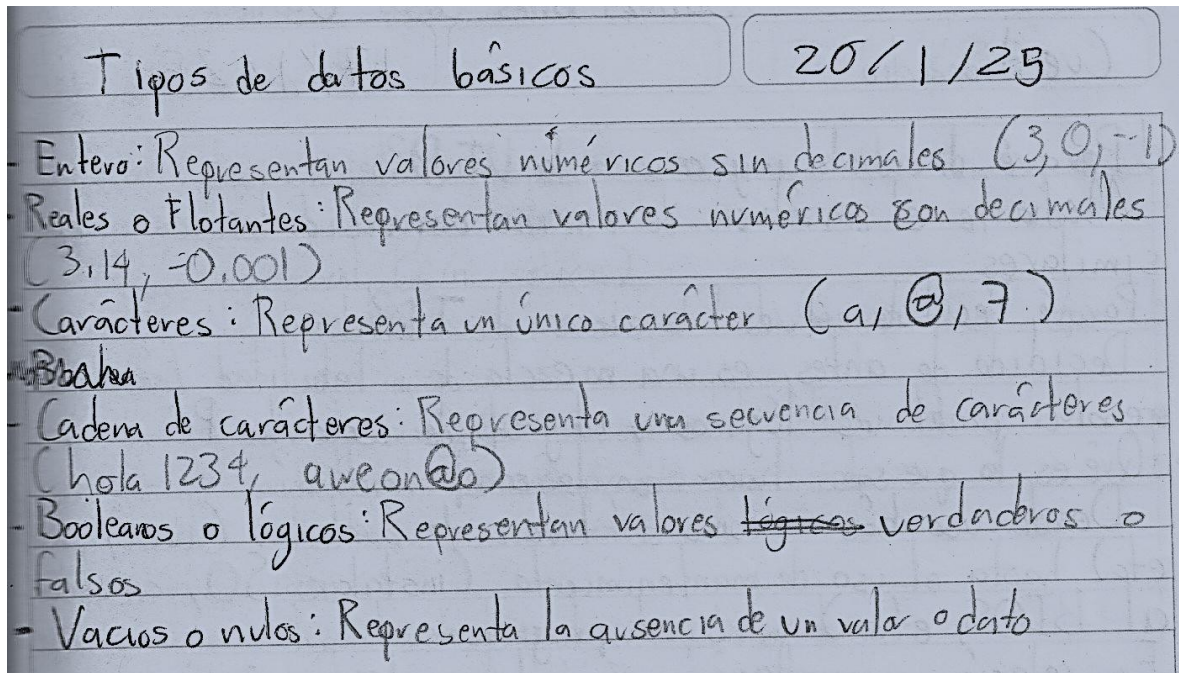 Tipos de datos básicos 20/1/25
- Entero: Representan valores númericos sin decimales (3, 0, -1)
- Reales o Flotantes: Representan valores numéricos con decimales
(3,14, -0.001)
- Carácteres: Representa un único carácter (a, @, 7)
- Cadena de carácteres: Representa una secuencia de carácteres
(hola 1234, aweon@o)
- Booleanos o lógicos: Representan valores lógicos verdaderos o
falsos
- Vacios o nulos: Representa la ausencia de un valor o dato